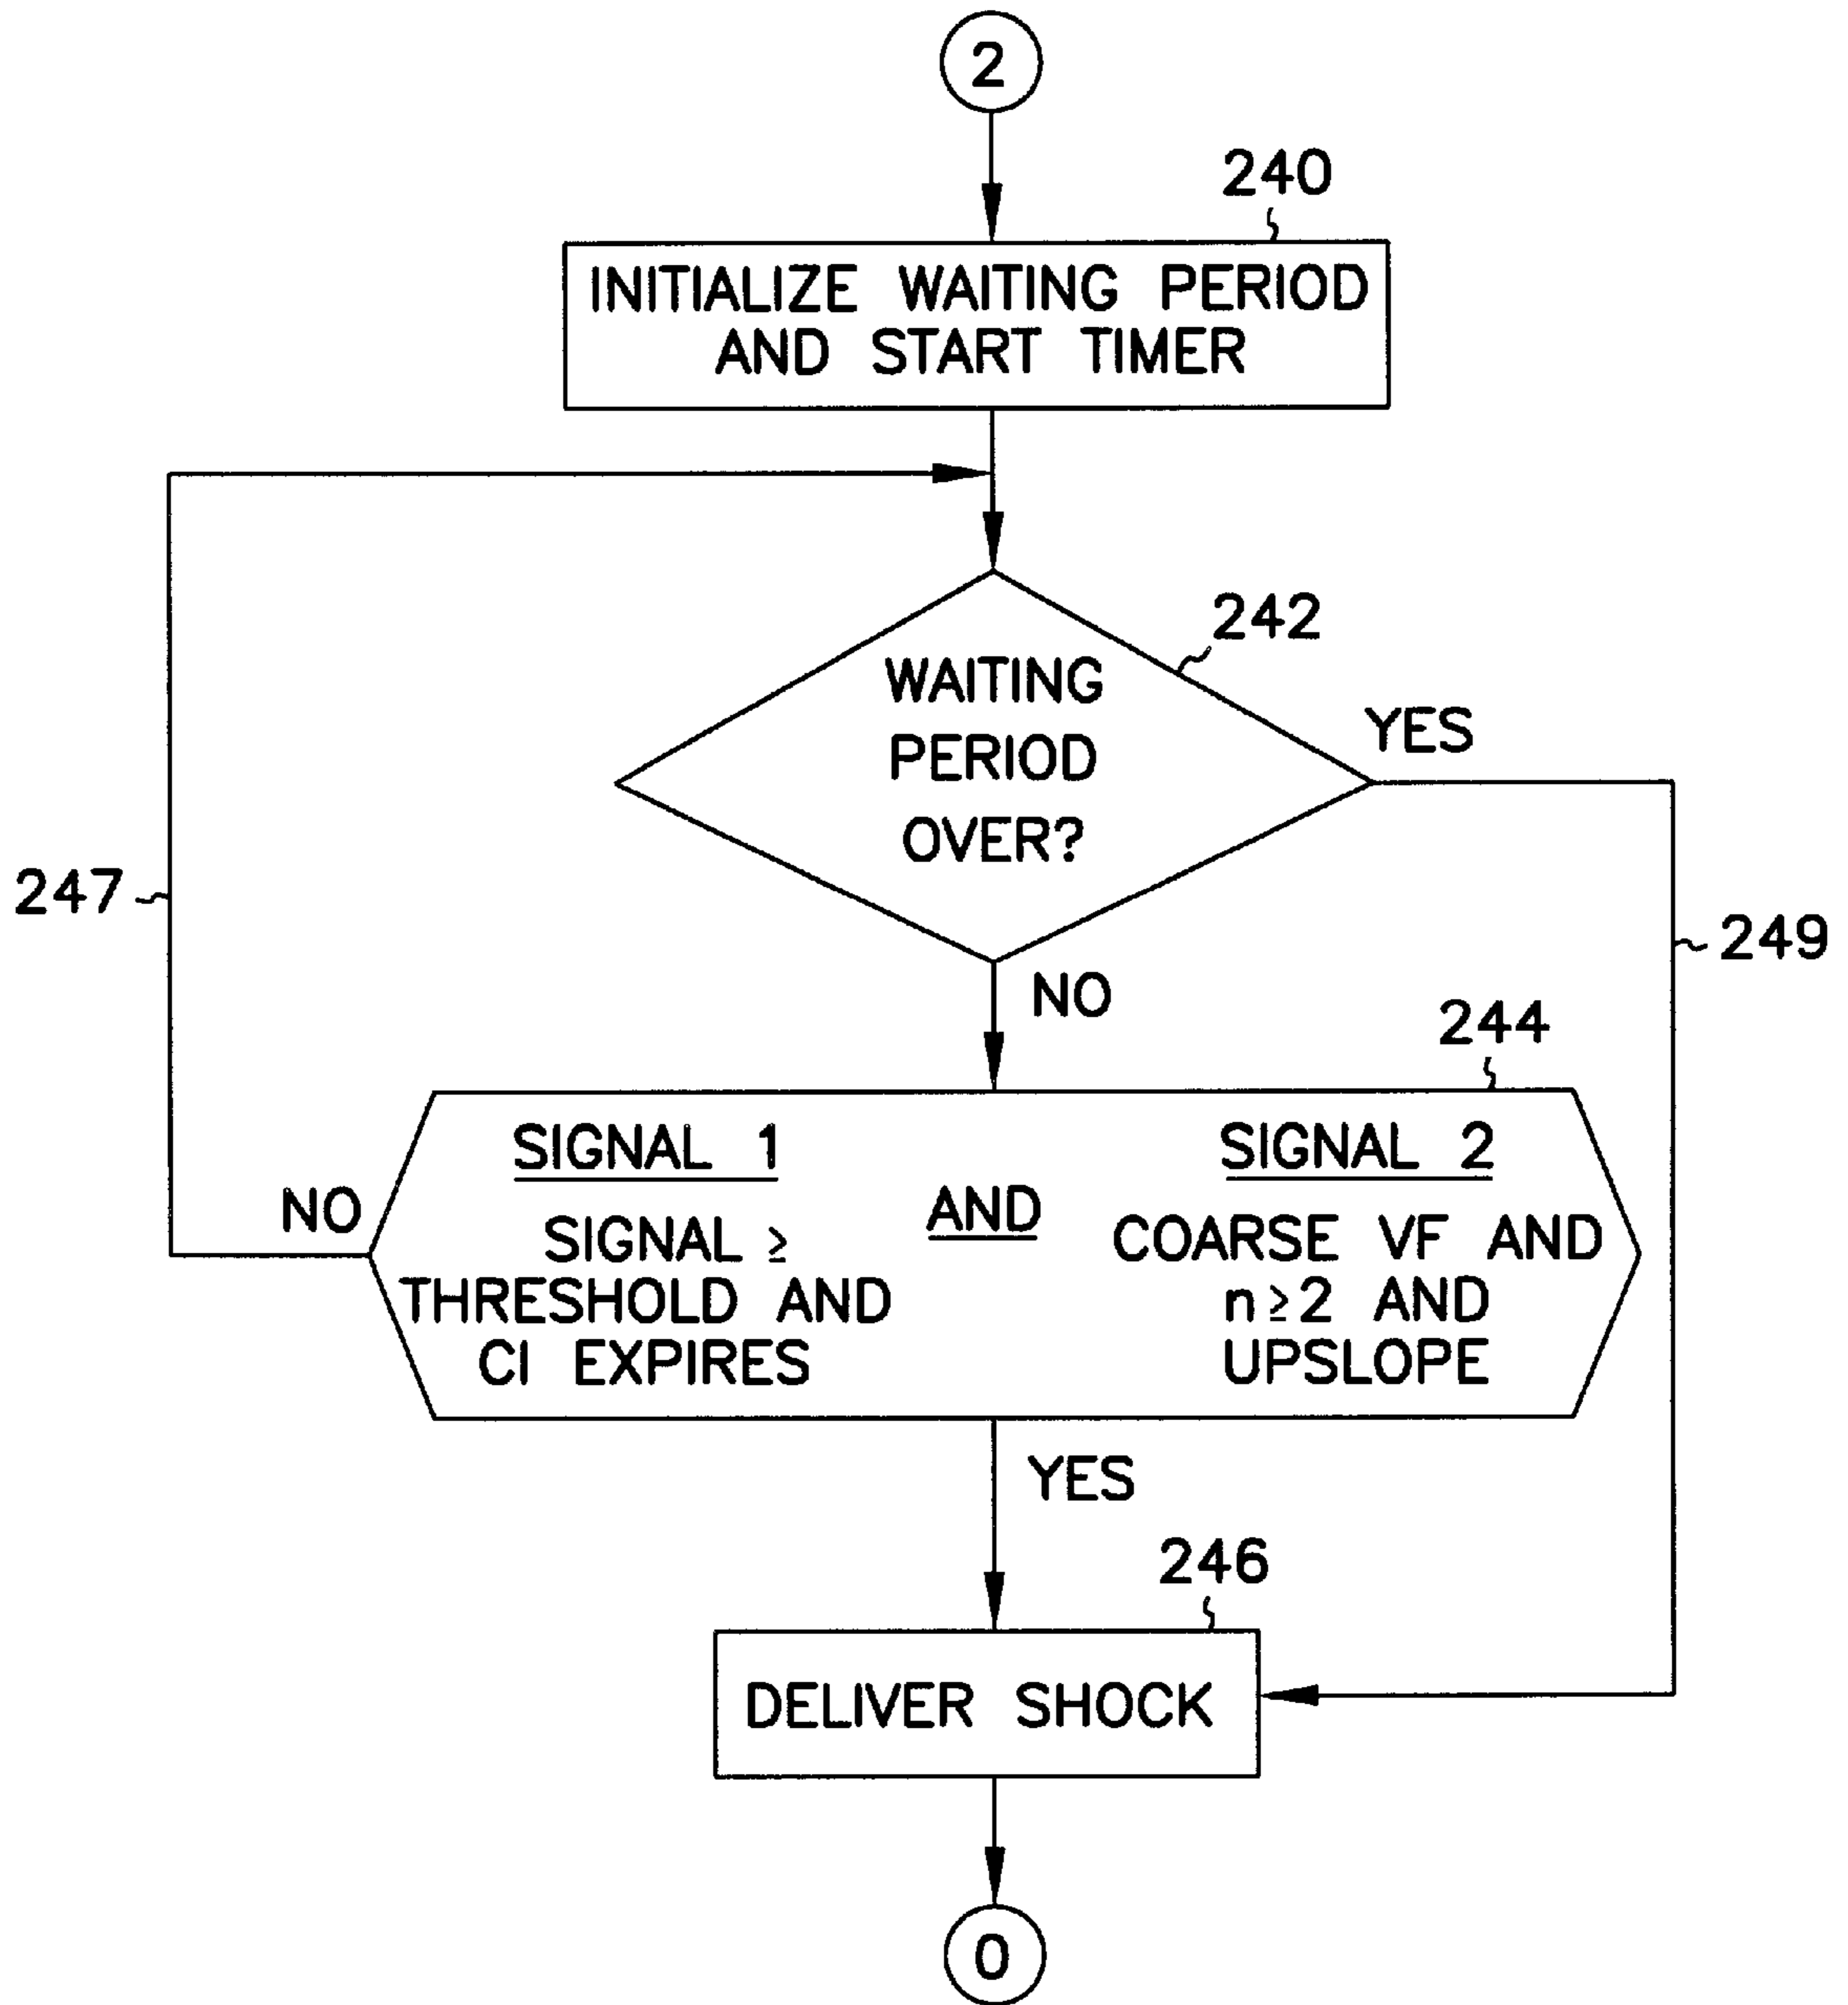 2
240
INITIALIZE WAITING PERIOD
AND START TIMER
242
WAITING
PERIOD
OVER?
YES
247
249
NO
244
SIGNAL 1
SIGNAL ≥
THRESHOLD AND
CI EXPIRES
AND
SIGNAL 2
COARSE VF AND
n≥2 AND
UPSLOPE
NO
YES
246
DELIVER SHOCK
0